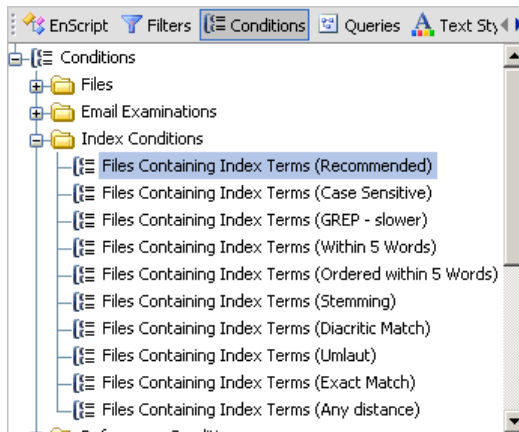 EnScript Filters Conditions Queries Text Sty
Conditions
Files
Email Examinations
Index Conditions
Files Containing Index Terms (Recommended)
Files Containing Index Terms (Case Sensitive)
Files Containing Index Terms (GREP - slower)
Files Containing Index Terms (Within 5 Words)
Files Containing Index Terms (Ordered within 5 Words)
Files Containing Index Terms (Stemming)
Files Containing Index Terms (Diacritic Match)
Files Containing Index Terms (Umlaut)
Files Containing Index Terms (Exact Match)
Files Containing Index Terms (Any distance)